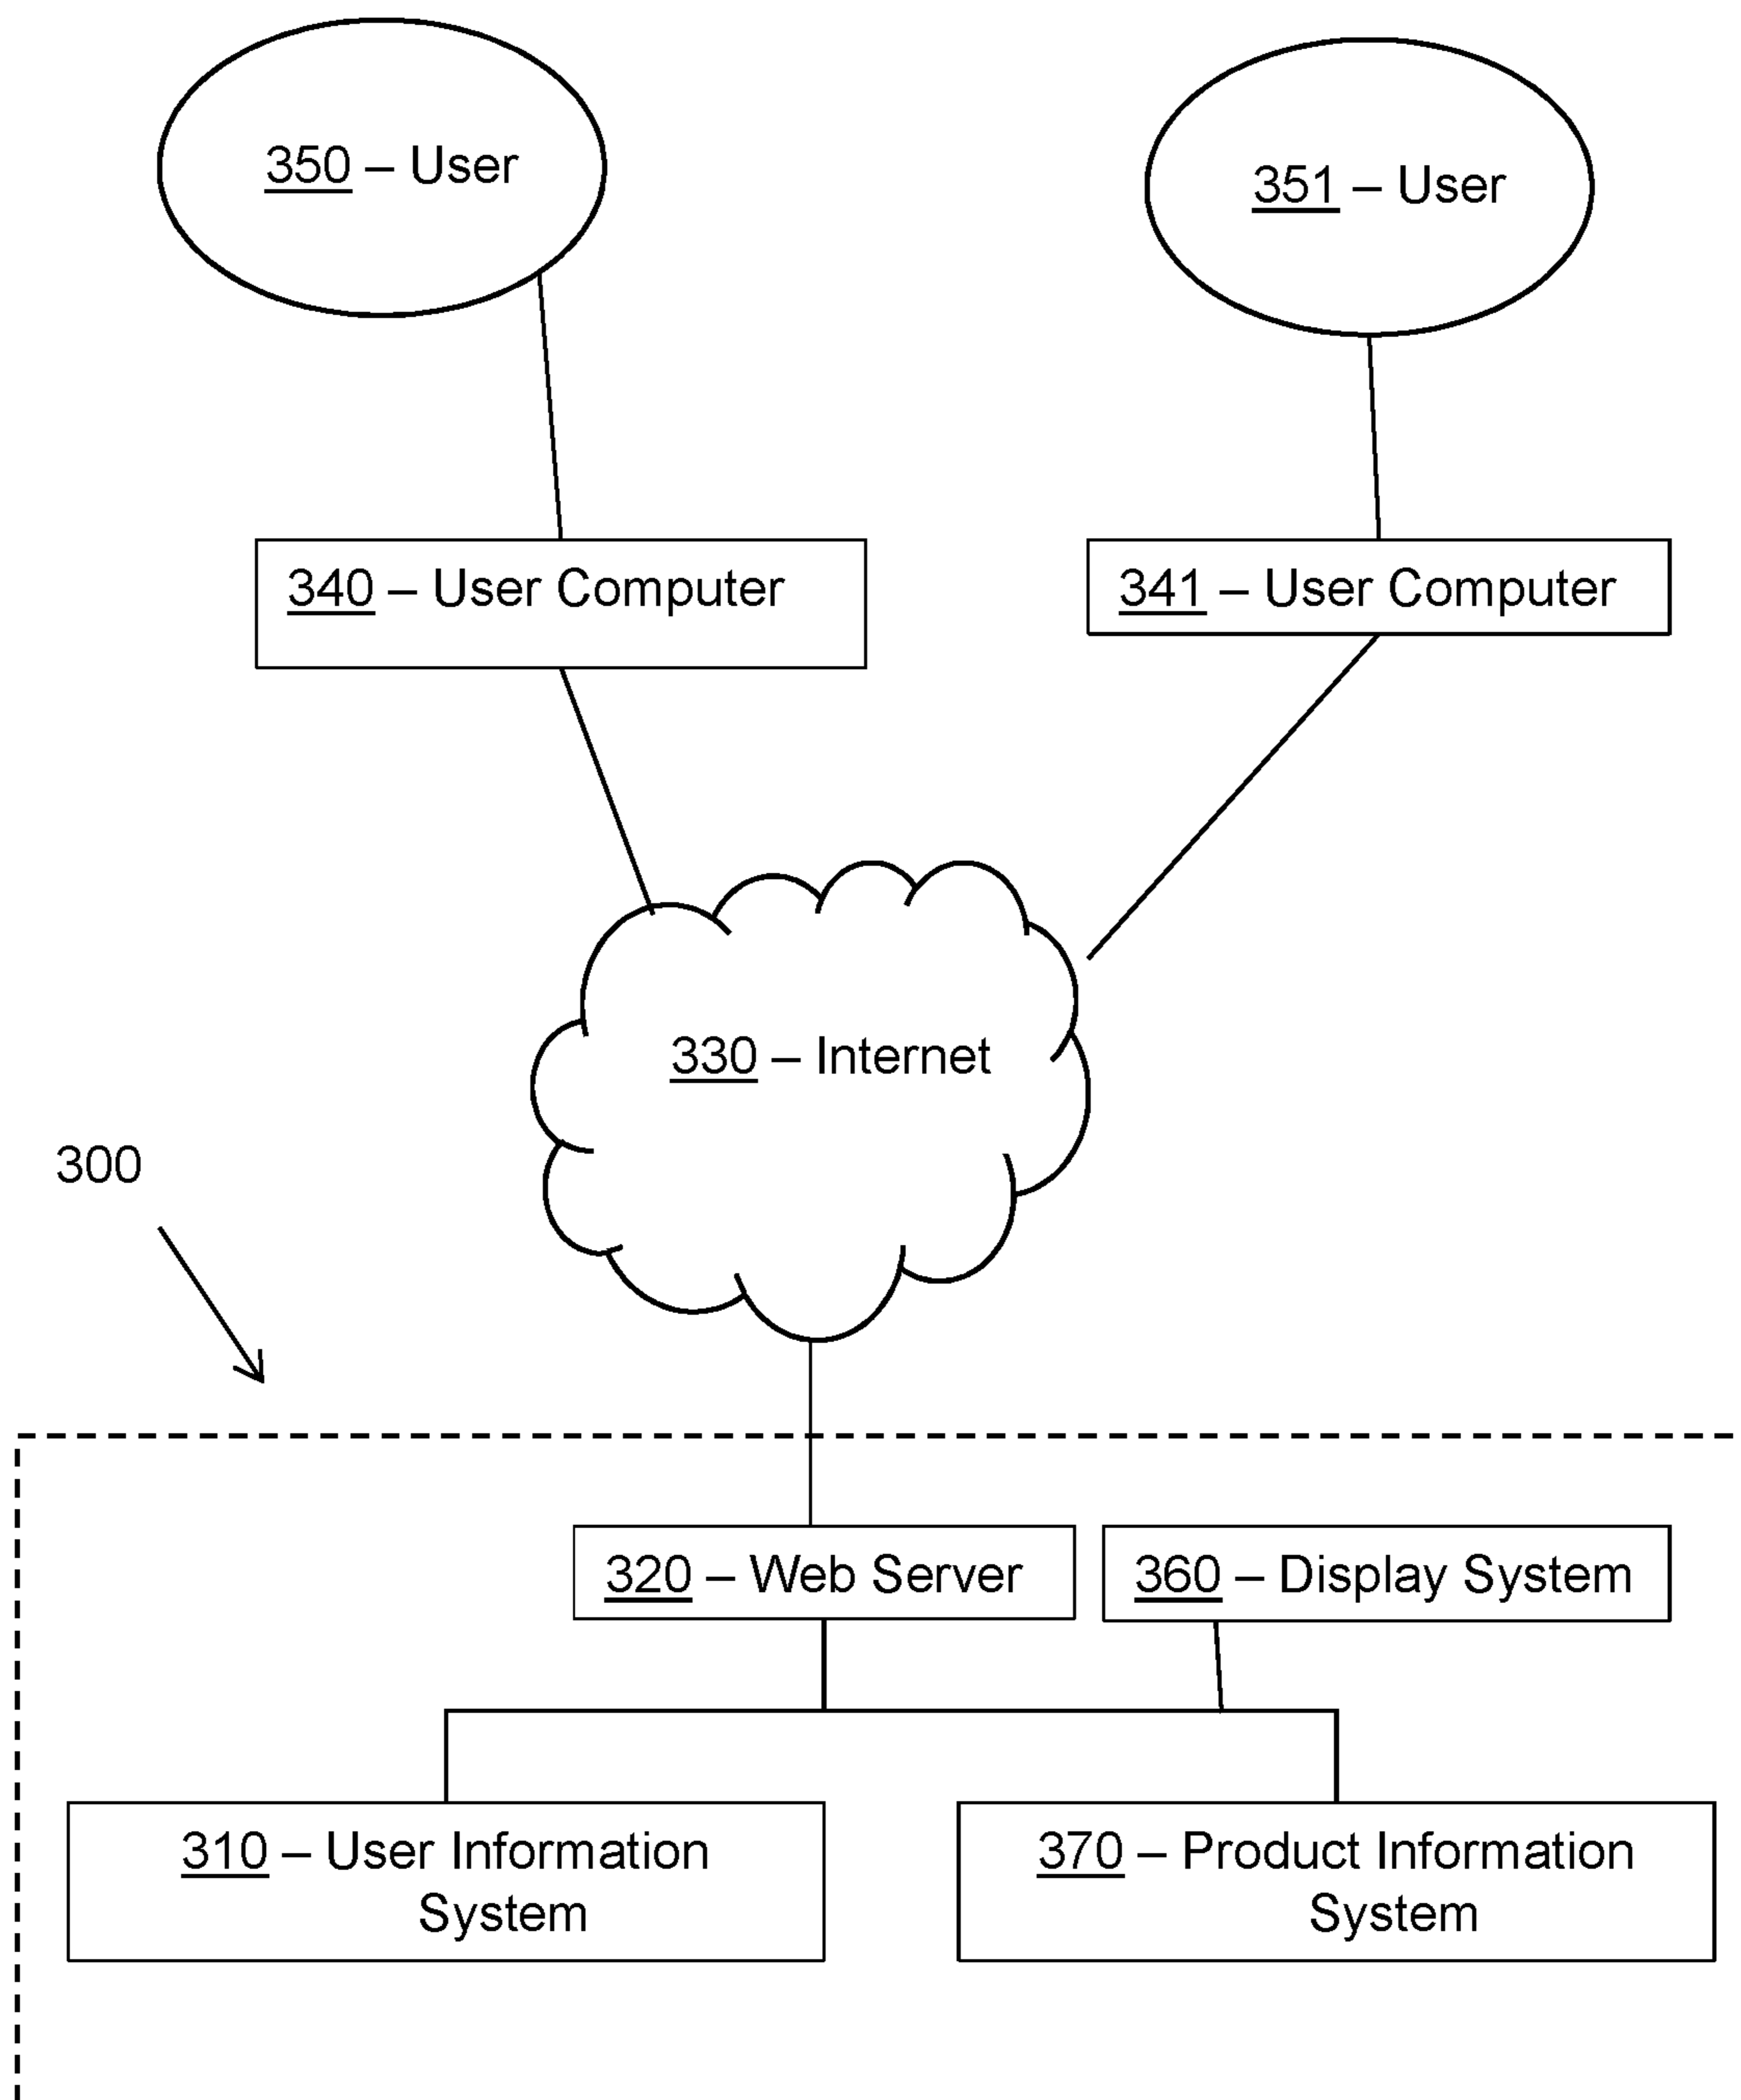 350 – User
351 – User
340 – User Computer
341 – User Computer
330 – Internet
300
320 – Web Server
360 – Display System
310 – User Information
System
370 – Product Information
System